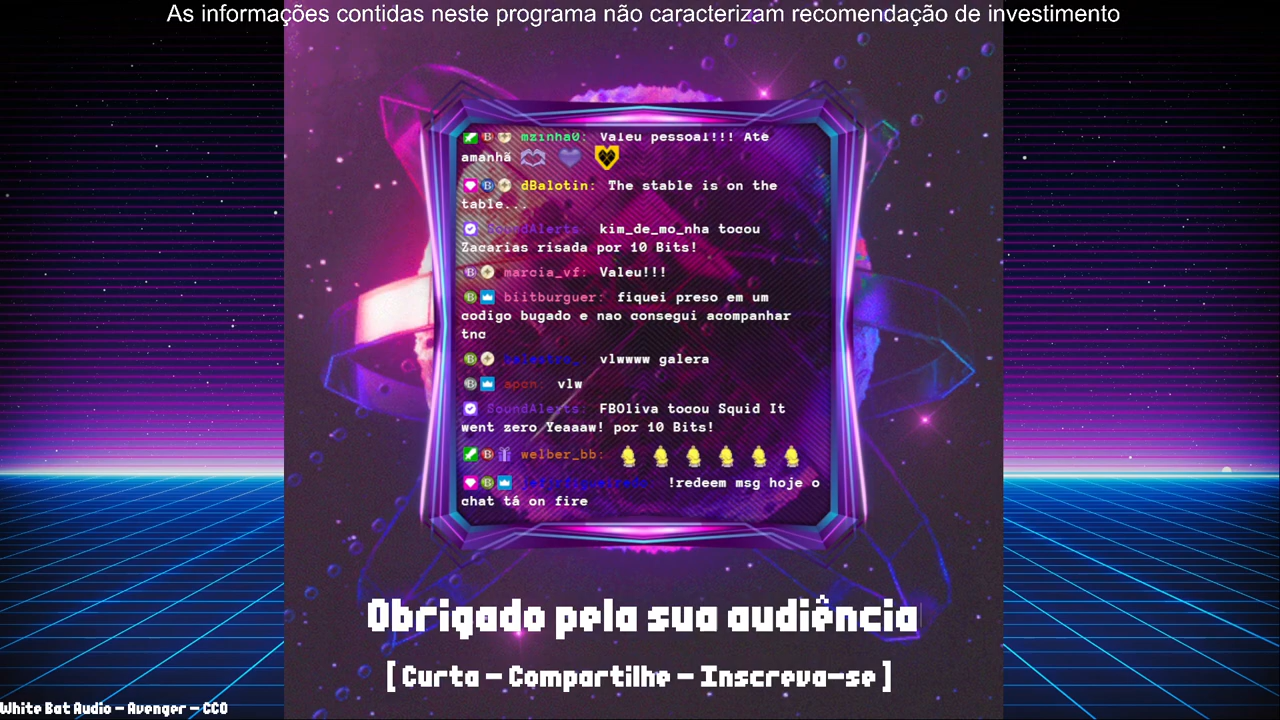 As informações contidas neste programa não caracterizam recomendação de investimento
mzinha0: Valeu pessoal!!! Até
amanhã
dBalotin: The stable is on the
table...
SoundAlerts: kim_de_mo_nha tocou
Zacarias risada por 10 Bits!
marcia_vf: Valeu!!!
biitburguer: fiquei preso em um
codigo bugado e nao consegui acompanhar
tnc
vlwwww galera
vlw
SoundAlerts: FBOliva tocou Squid It
went zero Yeaaaw! por 10 Bits!
welber_bb:
!redeem msg hoje o
chat tá on fire
Obrigado pela sua audiência
[ Curta - Compartilhe - Inscreva-se ]
White Bat Audio - Avenger - CC0